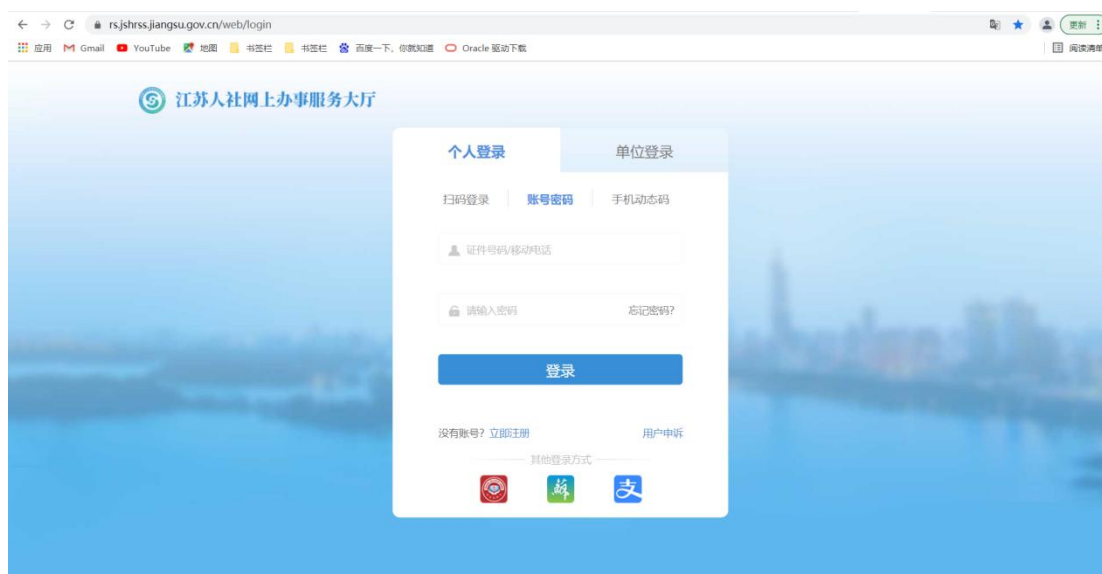 rs.jshrss.jiangsu.gov.cn/web/login
更新
应用 Gmail YouTube 地图 书签栏 书签栏 百度一下，你就知道 Oracle 驱动下载
阅读清单
江苏人社网上办事服务大厅
个人登录 单位登录
扫码登录 账号密码 手机动态码
证件号码/移动电话
请输入密码 忘记密码?
登录
没有账号? 立即注册 用户申诉
其他登录方式
苏
支